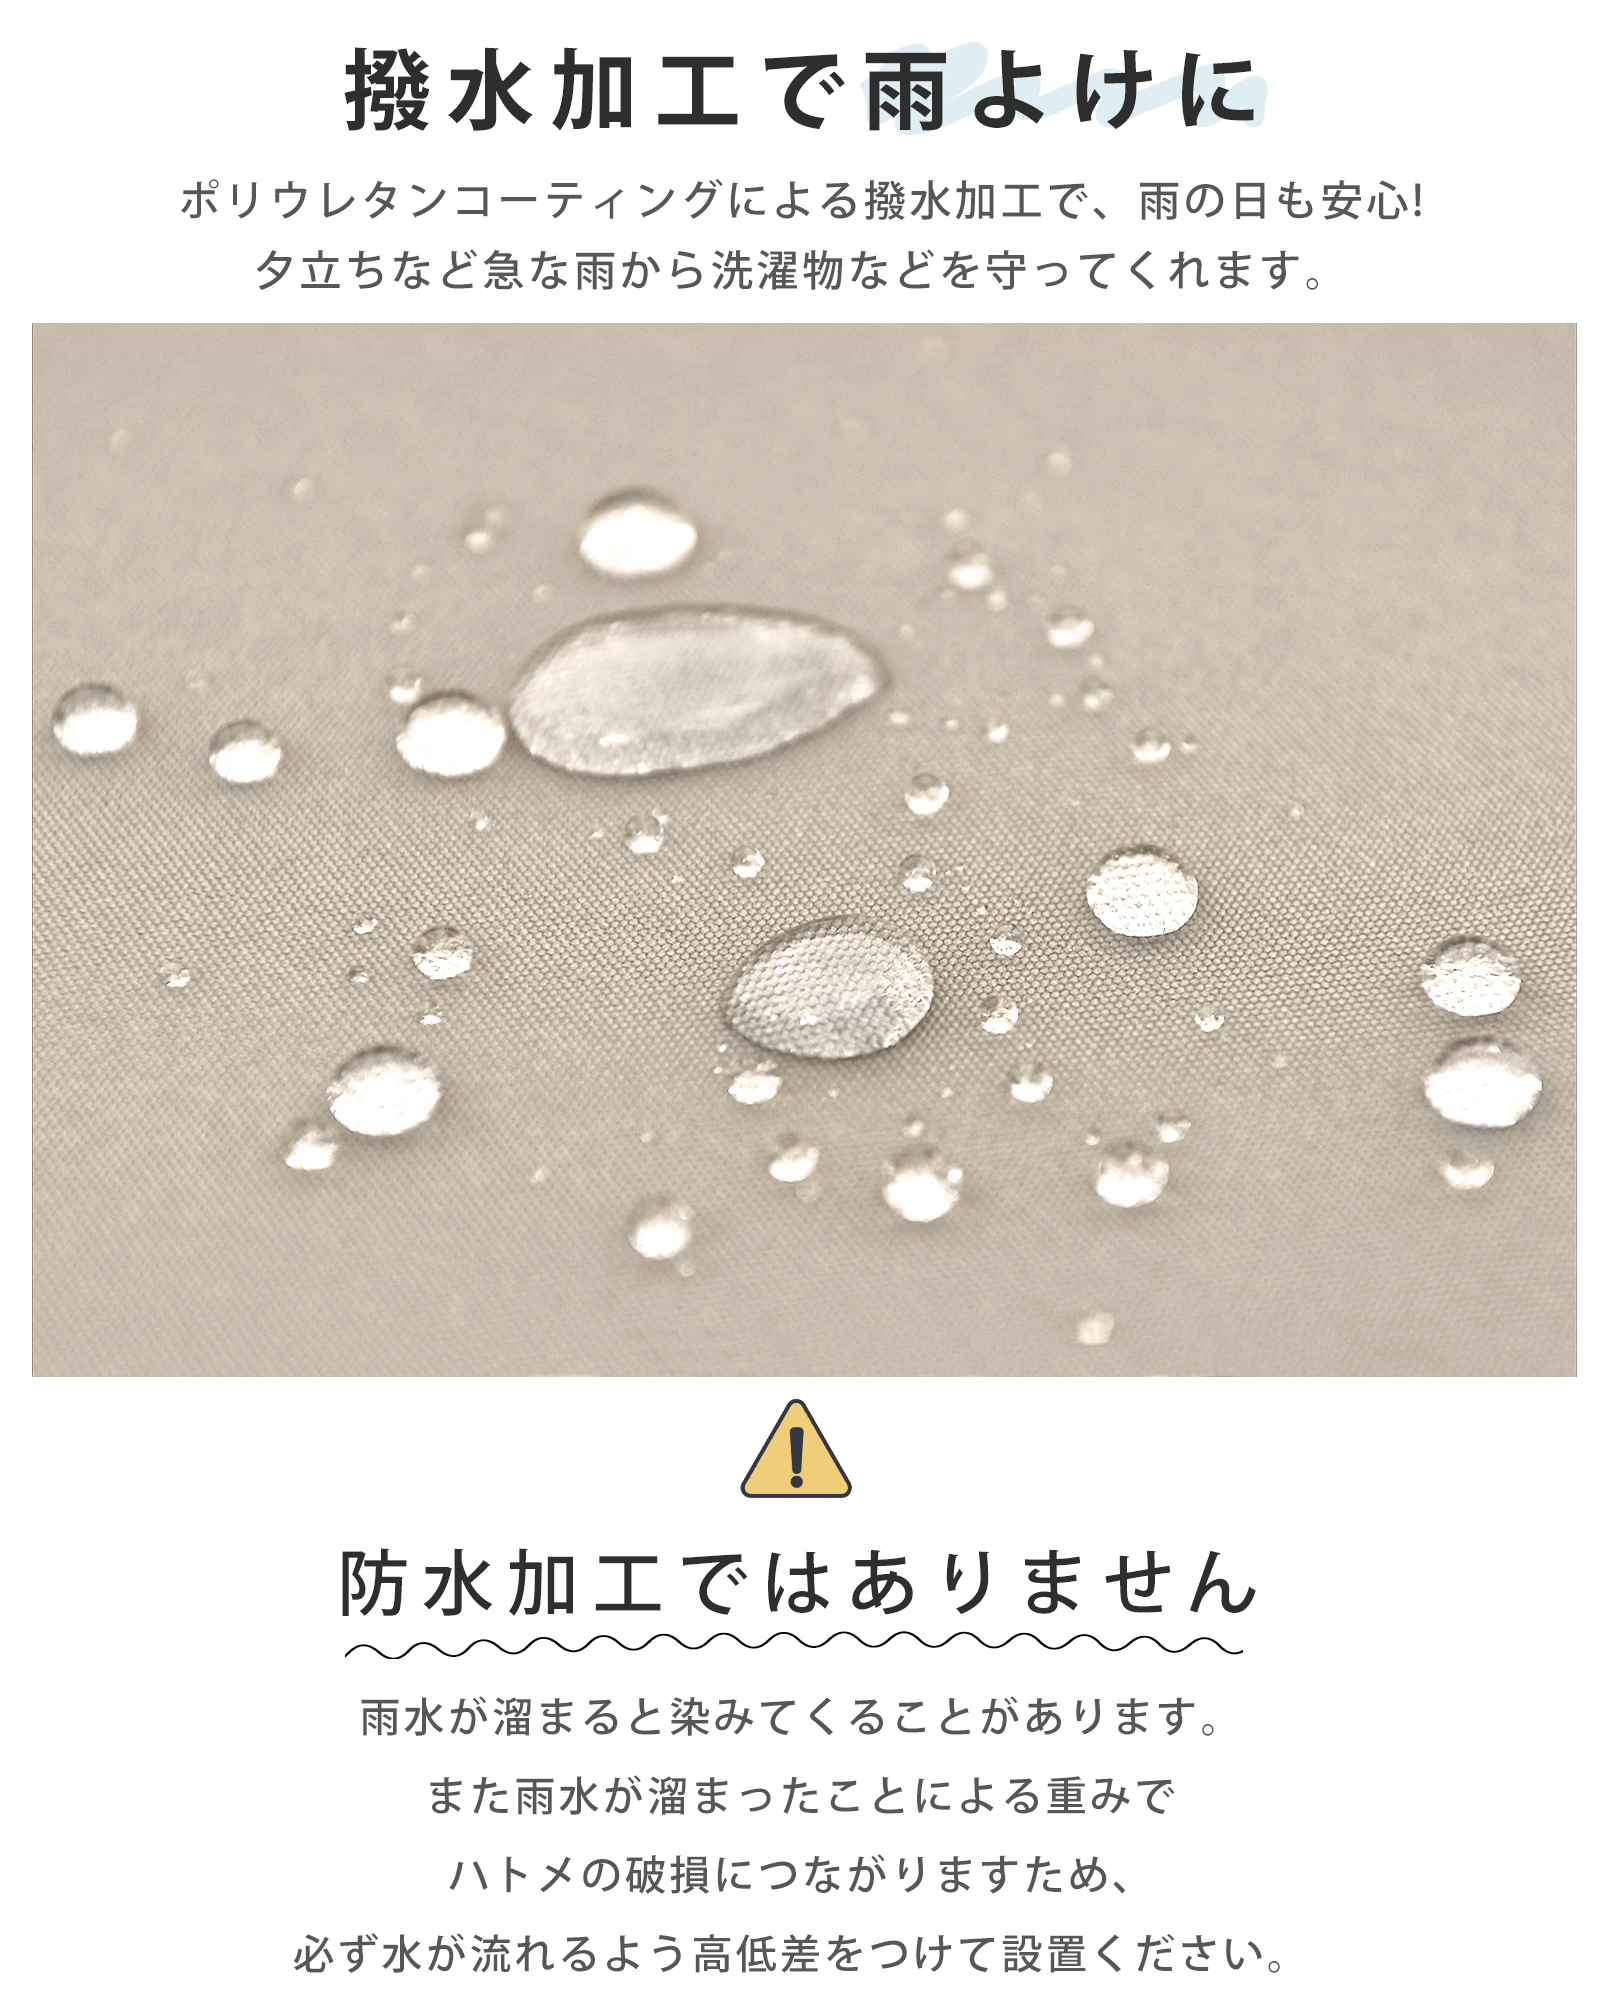 撥水加工で雨よけに
ポリウレタンコーティングによる撥水加工で、雨の日も安心!
夕立ちなど急な雨から洗濯物などを守ってくれます。
防水加工ではありません
雨水が溜まると染みてくることがあります。
また雨水が溜まったことによる重みで
ハトメの破損につながりますため、
必ず水が流れるよう高低差をつけて設置ください。